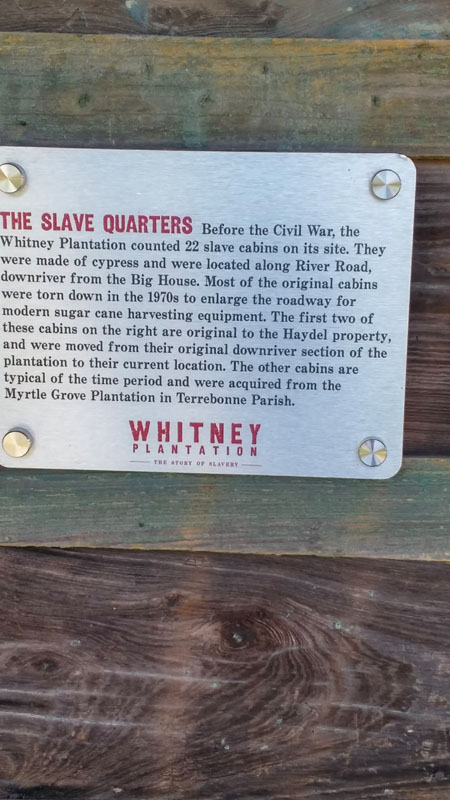 THE SLAVE QUARTERS Before the Civil War, the
Whitney Plantation counted 22 slave cabins on its site. They
were made of cypress and were located along River Road,
downriver from the Big House. Most of the original cabins
were torn down in the 1970s to enlarge the roadway for
modern sugar cane harvesting equipment. The first two of
these cabins on the right are original to the Haydel property,
and were moved from their original downriver section of the
plantation to their current location. The other cabins are
typical of the time period and were acquired from the
Myrtle Grove Plantation in Terrebonne Parish.
WHITNEY
PLANTATION
THE STORY OF SLAVERY